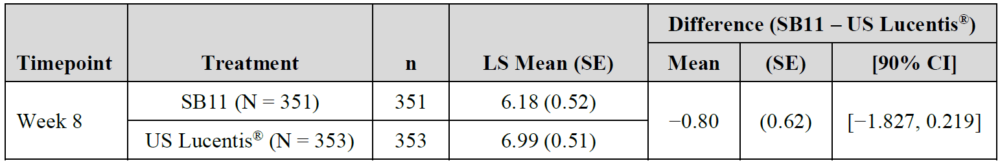 Difference (SB11 – US Lucentis®)
Timepoint Treatment n LS Mean (SE) Mean (SE) [90% CI]
SB11 (N = 351) 351 6.18 (0.52)
Week 8 −0.80 (0.62) [−1.827, 0.219]
US Lucentis® (N = 353) 353 6.99 (0.51)